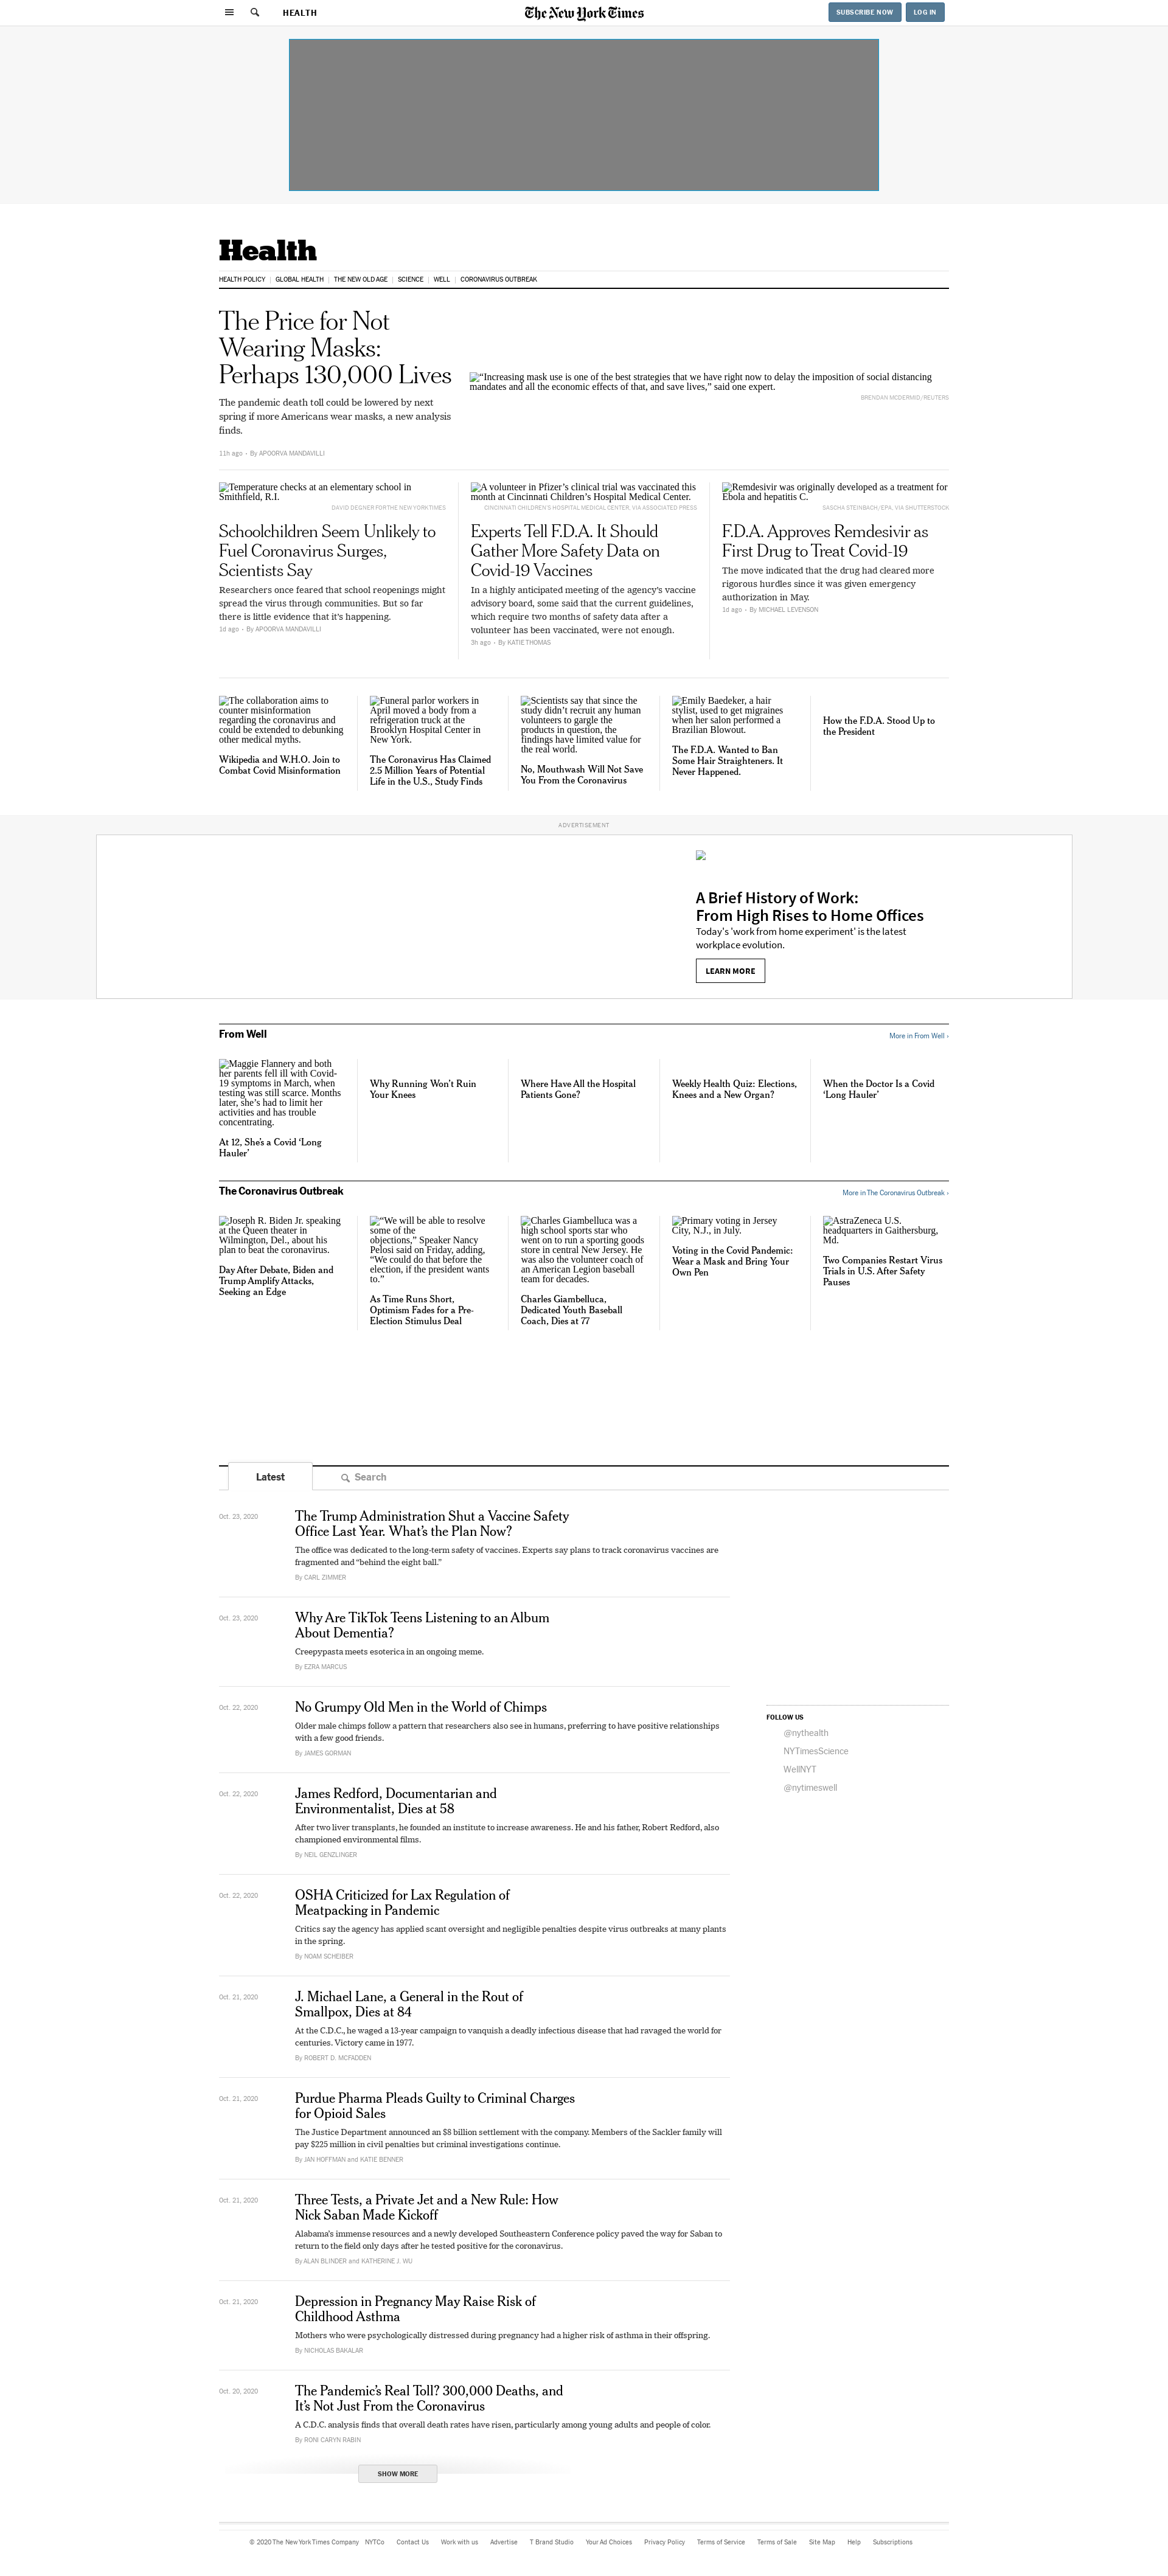 HEALTH
The New York Times
SUBSCRIBE NOW
LOG IN
Health
HEALTH POLICY
GLOBAL HEALTH
THE NEW OLD AGE
SCIENCE
WELL
CORONAVIRUS OUTBREAK
The Price for Not
Wearing Masks:
Perhaps 130,000 Lives
The pandemic death toll could be lowered by next
spring if more Americans wear masks, a new analysis
finds.
11h ago - By APOORVA MANDAVILLI
“Increasing mask use is one of the best strategies that we have right now to delay the imposition of social distancing
mandates and all the economic effects of that, and save lives,” said one expert.
BRENDAN MCDERMID/REUTERS
Temperature checks at an elementary school in
Smithfield, R.I.
DAVID DEGNER FOR THE NEW YORK TIMES
Schoolchildren Seem Unlikely to
Fuel Coronavirus Surges,
Scientists Say
Researchers once feared that school reopenings might
spread the virus through communities. But so far
there is little evidence that it’s happening.
1d ago - By APOORVA MANDAVILLI
A volunteer in Pfizer’s clinical trial was vaccinated this
month at Cincinnati Children’s Hospital Medical Center.
CINCINNATI CHILDREN'S HOSPITAL MEDICAL CENTER, VIA ASSOCIATED PRESS
Experts Tell F.D.A. It Should
Gather More Safety Data on
Covid-19 Vaccines
In a highly anticipated meeting of the agency’s vaccine
advisory board, some said that the current guidelines,
which require two months of safety data after a
volunteer has been vaccinated, were not enough.
3h ago - By KATIE THOMAS
Remdesivir was originally developed as a treatment for
Ebola and hepatitis C.
SASCHA STEINBACH/EPA, VIA SHUTTERSTOCK
F.D.A. Approves Remdesivir as
First Drug to Treat Covid-19
The move indicated that the drug had cleared more
rigorous hurdles since it was given emergency
authorization in May.
1d ago - By MICHAEL LEVENSON
The collaboration aims to
counter misinformation
regarding the coronavirus and
could be extended to debunking
other medical myths.
Wikipedia and W.H.O. Join to
Combat Covid Misinformation
Funeral parlor workers in
April moved a body from a
refrigeration truck at the
Brooklyn Hospital Center in
New York.
The Coronavirus Has Claimed
2.5 Million Years of Potential
Life in the U.S., Study Finds
Scientists say that since the
study didn’t recruit any human
volunteers to gargle the
products in question, the
findings have limited value for
the real world.
No, Mouthwash Will Not Save
You From the Coronavirus
Emily Baedeker, a hair
stylist, used to get migraines
when her salon performed a
Brazilian Blowout.
The F.D.A. Wanted to Ban
Some Hair Straighteners. It
Never Happened.
How the F.D.A. Stood Up to
the President
ADVERTISEMENT
A Brief History of Work:
From High Rises to Home Offices
Today's 'work from home experiment' is the latest
workplace evolution.
LEARN MORE
From Well
More in From Well ›
Maggie Flannery and both
her parents fell ill with Covid-
19 symptoms in March, when
testing was still scarce. Months
later, she’s had to limit her
activities and has trouble
concentrating.
At 12, She’s a Covid ‘Long
Hauler’
Why Running Won’t Ruin
Your Knees
Where Have All the Hospital
Patients Gone?
Weekly Health Quiz: Elections,
Knees and a New Organ?
When the Doctor Is a Covid
‘Long Hauler’
The Coronavirus Outbreak
More in The Coronavirus Outbreak ›
Joseph R. Biden Jr. speaking
at the Queen theater in
Wilmington, Del., about his
plan to beat the coronavirus.
Day After Debate, Biden and
Trump Amplify Attacks,
Seeking an Edge
“We will be able to resolve
some of the
objections,” Speaker Nancy
Pelosi said on Friday, adding,
“We could do that before the
election, if the president wants
to.”
As Time Runs Short,
Optimism Fades for a Pre-
Election Stimulus Deal
Charles Giambelluca was a
high school sports star who
went on to run a sporting goods
store in central New Jersey. He
was also the volunteer coach of
an American Legion baseball
team for decades.
Charles Giambelluca,
Dedicated Youth Baseball
Coach, Dies at 77
Primary voting in Jersey
City, N.J., in July.
Voting in the Covid Pandemic:
Wear a Mask and Bring Your
Own Pen
AstraZeneca U.S.
headquarters in Gaithersburg,
Md.
Two Companies Restart Virus
Trials in U.S. After Safety
Pauses
Latest
Search
Oct. 23, 2020
The Trump Administration Shut a Vaccine Safety
Office Last Year. What’s the Plan Now?
The office was dedicated to the long-term safety of vaccines. Experts say plans to track coronavirus vaccines are
fragmented and “behind the eight ball.”
By CARL ZIMMER
Oct. 23, 2020
Why Are TikTok Teens Listening to an Album
About Dementia?
Creepypasta meets esoterica in an ongoing meme.
By EZRA MARCUS
Oct. 22, 2020
No Grumpy Old Men in the World of Chimps
Older male chimps follow a pattern that researchers also see in humans, preferring to have positive relationships
with a few good friends.
By JAMES GORMAN
FOLLOW US
@nythealth
NYTimesScience
WellNYT
@nytimeswell
Oct. 22, 2020
James Redford, Documentarian and
Environmentalist, Dies at 58
After two liver transplants, he founded an institute to increase awareness. He and his father, Robert Redford, also
championed environmental films.
By NEIL GENZLINGER
Oct. 22, 2020
OSHA Criticized for Lax Regulation of
Meatpacking in Pandemic
Critics say the agency has applied scant oversight and negligible penalties despite virus outbreaks at many plants
in the spring.
By NOAM SCHEIBER
Oct. 21, 2020
J. Michael Lane, a General in the Rout of
Smallpox, Dies at 84
At the C.D.C., he waged a 13-year campaign to vanquish a deadly infectious disease that had ravaged the world for
centuries. Victory came in 1977.
By ROBERT D. MCFADDEN
Oct. 21, 2020
Purdue Pharma Pleads Guilty to Criminal Charges
for Opioid Sales
The Justice Department announced an $8 billion settlement with the company. Members of the Sackler family will
pay $225 million in civil penalties but criminal investigations continue.
By JAN HOFFMAN and KATIE BENNER
Oct. 21, 2020
Three Tests, a Private Jet and a New Rule: How
Nick Saban Made Kickoff
Alabama’s immense resources and a newly developed Southeastern Conference policy paved the way for Saban to
return to the field only days after he tested positive for the coronavirus.
By ALAN BLINDER and KATHERINE J. WU
Oct. 21, 2020
Depression in Pregnancy May Raise Risk of
Childhood Asthma
Mothers who were psychologically distressed during pregnancy had a higher risk of asthma in their offspring.
By NICHOLAS BAKALAR
Oct. 20, 2020
The Pandemic’s Real Toll? 300,000 Deaths, and
It’s Not Just From the Coronavirus
A C.D.C. analysis finds that overall death rates have risen, particularly among young adults and people of color.
By RONI CARYN RABIN
SHOW MORE
© 2020 The New York Times Company
NYTCo
Contact Us
Work with us
Advertise
T Brand Studio
Your Ad Choices
Privacy Policy
Terms of Service
Terms of Sale
Site Map
Help
Subscriptions